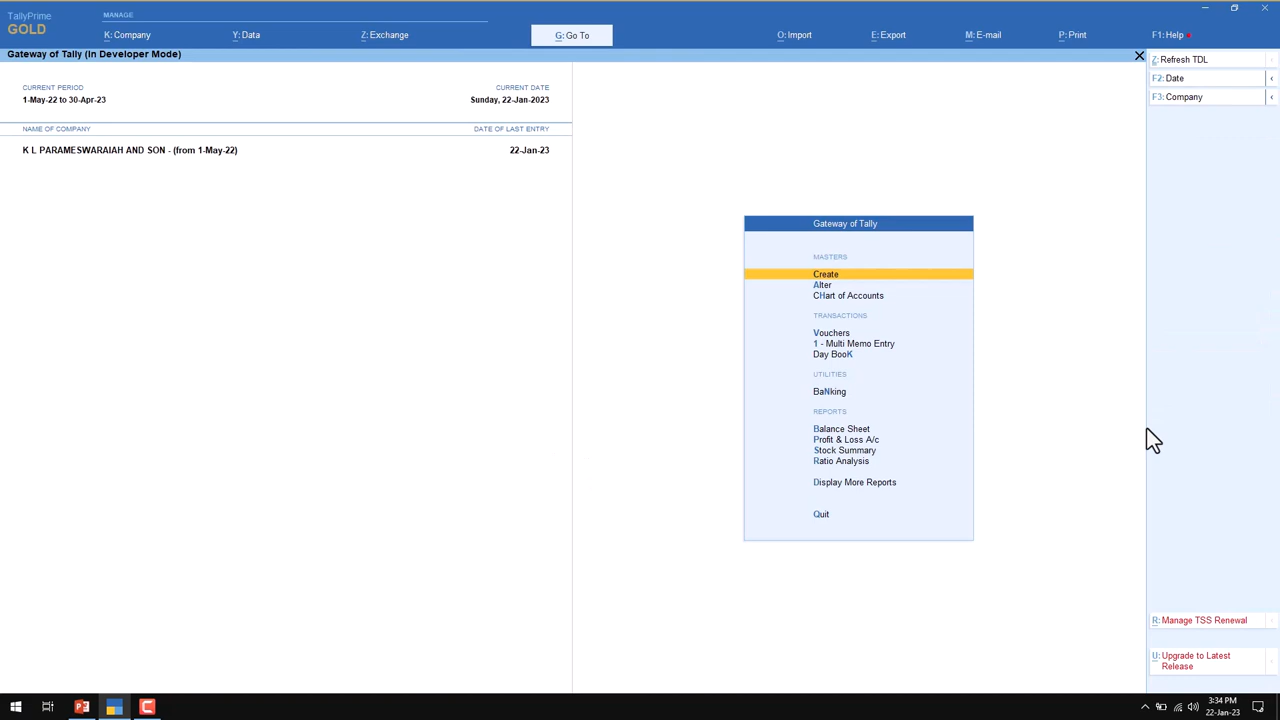 TallyPrime
GOLD
MANAGE
K: Company
Y: Data
Z: Exchange
G: Go To
O: Import
E: Export
M: E-mail
P: Print
F1: Help
Gateway of Tally (In Developer Mode)
CURRENT PERIOD
CURRENT DATE
1-May-22 to 30-Apr-23
Sunday, 22-Jan-2023
NAME OF COMPANY
DATE OF LAST ENTRY
K L PARAMESWARAIAH AND SON - (from 1-May-22)
22-Jan-23
Gateway of Tally
MASTERS
Create
Alter
CHart of Accounts
TRANSACTIONS
Vouchers
1 - Multi Memo Entry
Day BooK
UTILITIES
BaNking
REPORTS
Balance Sheet
Profit & Loss A/c
Stock Summary
Ratio Analysis
Display More Reports
Quit
Z: Refresh TDL
F2: Date
F3: Company
R: Manage TSS Renewal
U: Upgrade to Latest
Release
3:34 PM
22-Jan-23